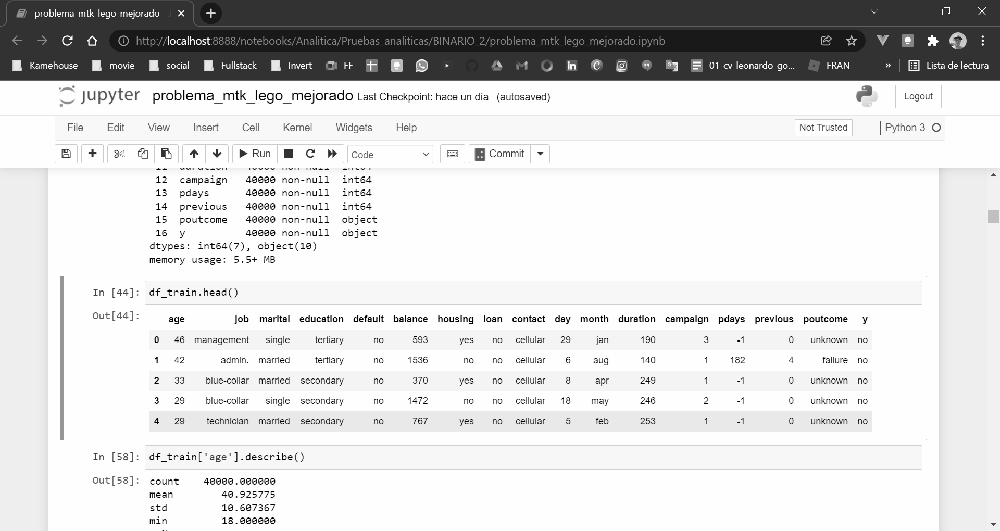 problema_mtk_lego_mejorado -
http://localhost:8888/notebooks/Analitica/Pruebas_analiticas/BINARIO_2/problema_mtk_lego_mejorado.ipynb
Kamehouse movie social Fullstack Invert FF 01_cv_leonardo_go... FRAN » Lista de lectura
jupyter problema_mtk_lego_mejorado Last Checkpoint: hace un día (autosaved) Logout
File Edit View Insert Cell Kernel Widgets Help Not Trusted Python 3
Run Code Commit
11 duration 40000 non-null int64
12 campaign 40000 non-null int64
13 pdays 40000 non-null int64
14 previous 40000 non-null int64
15 poutcome 40000 non-null object
16 y 40000 non-null object
dtypes: int64(7), object(10)
memory usage: 5.5+ MB
In [44]: df_train.head()
Out[44]:
age job marital education default balance housing loan contact day month duration campaign pdays previous poutcome y
0 46 management single tertiary no 593 yes no cellular 29 jan 190 3 -1 0 unknown no
1 42 admin. married tertiary no 1536 no no cellular 6 aug 140 1 182 4 failure no
2 33 blue-collar married secondary no 370 yes no cellular 8 apr 249 1 -1 0 unknown no
3 29 blue-collar single secondary no 1472 no no cellular 18 may 246 2 -1 0 unknown no
4 29 technician married secondary no 767 yes no cellular 5 feb 253 1 -1 0 unknown no
In [58]: df_train['age'].describe()
Out[58]: count 40000.000000
mean 40.925775
std 10.607367
min 18.000000